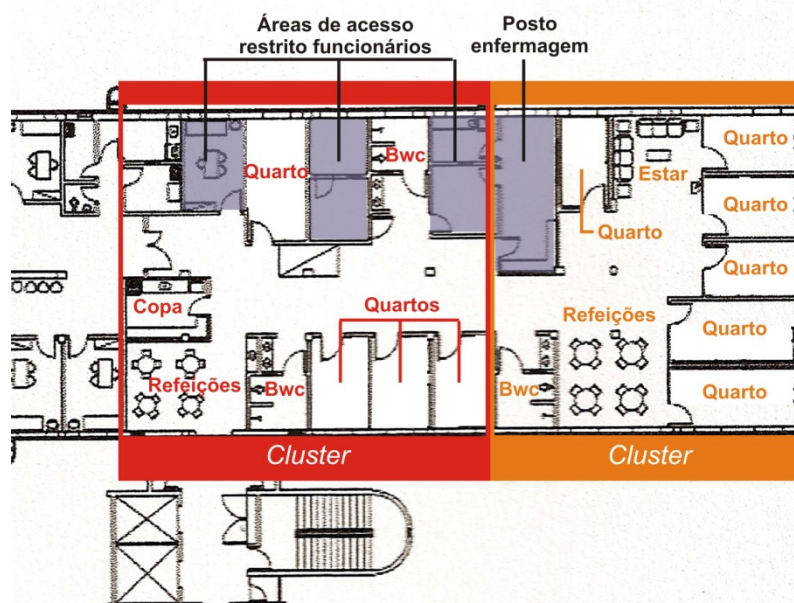 Áreas de acesso
restrito funcionários
Posto
enfermagem
Quarto
Bwc
Estar
Quarto
Quarto
Quarto
Quarto
Copa
Quartos
Refeições
Quarto
Refeições
Bwc
Bwc
Quarto
Cluster
Cluster